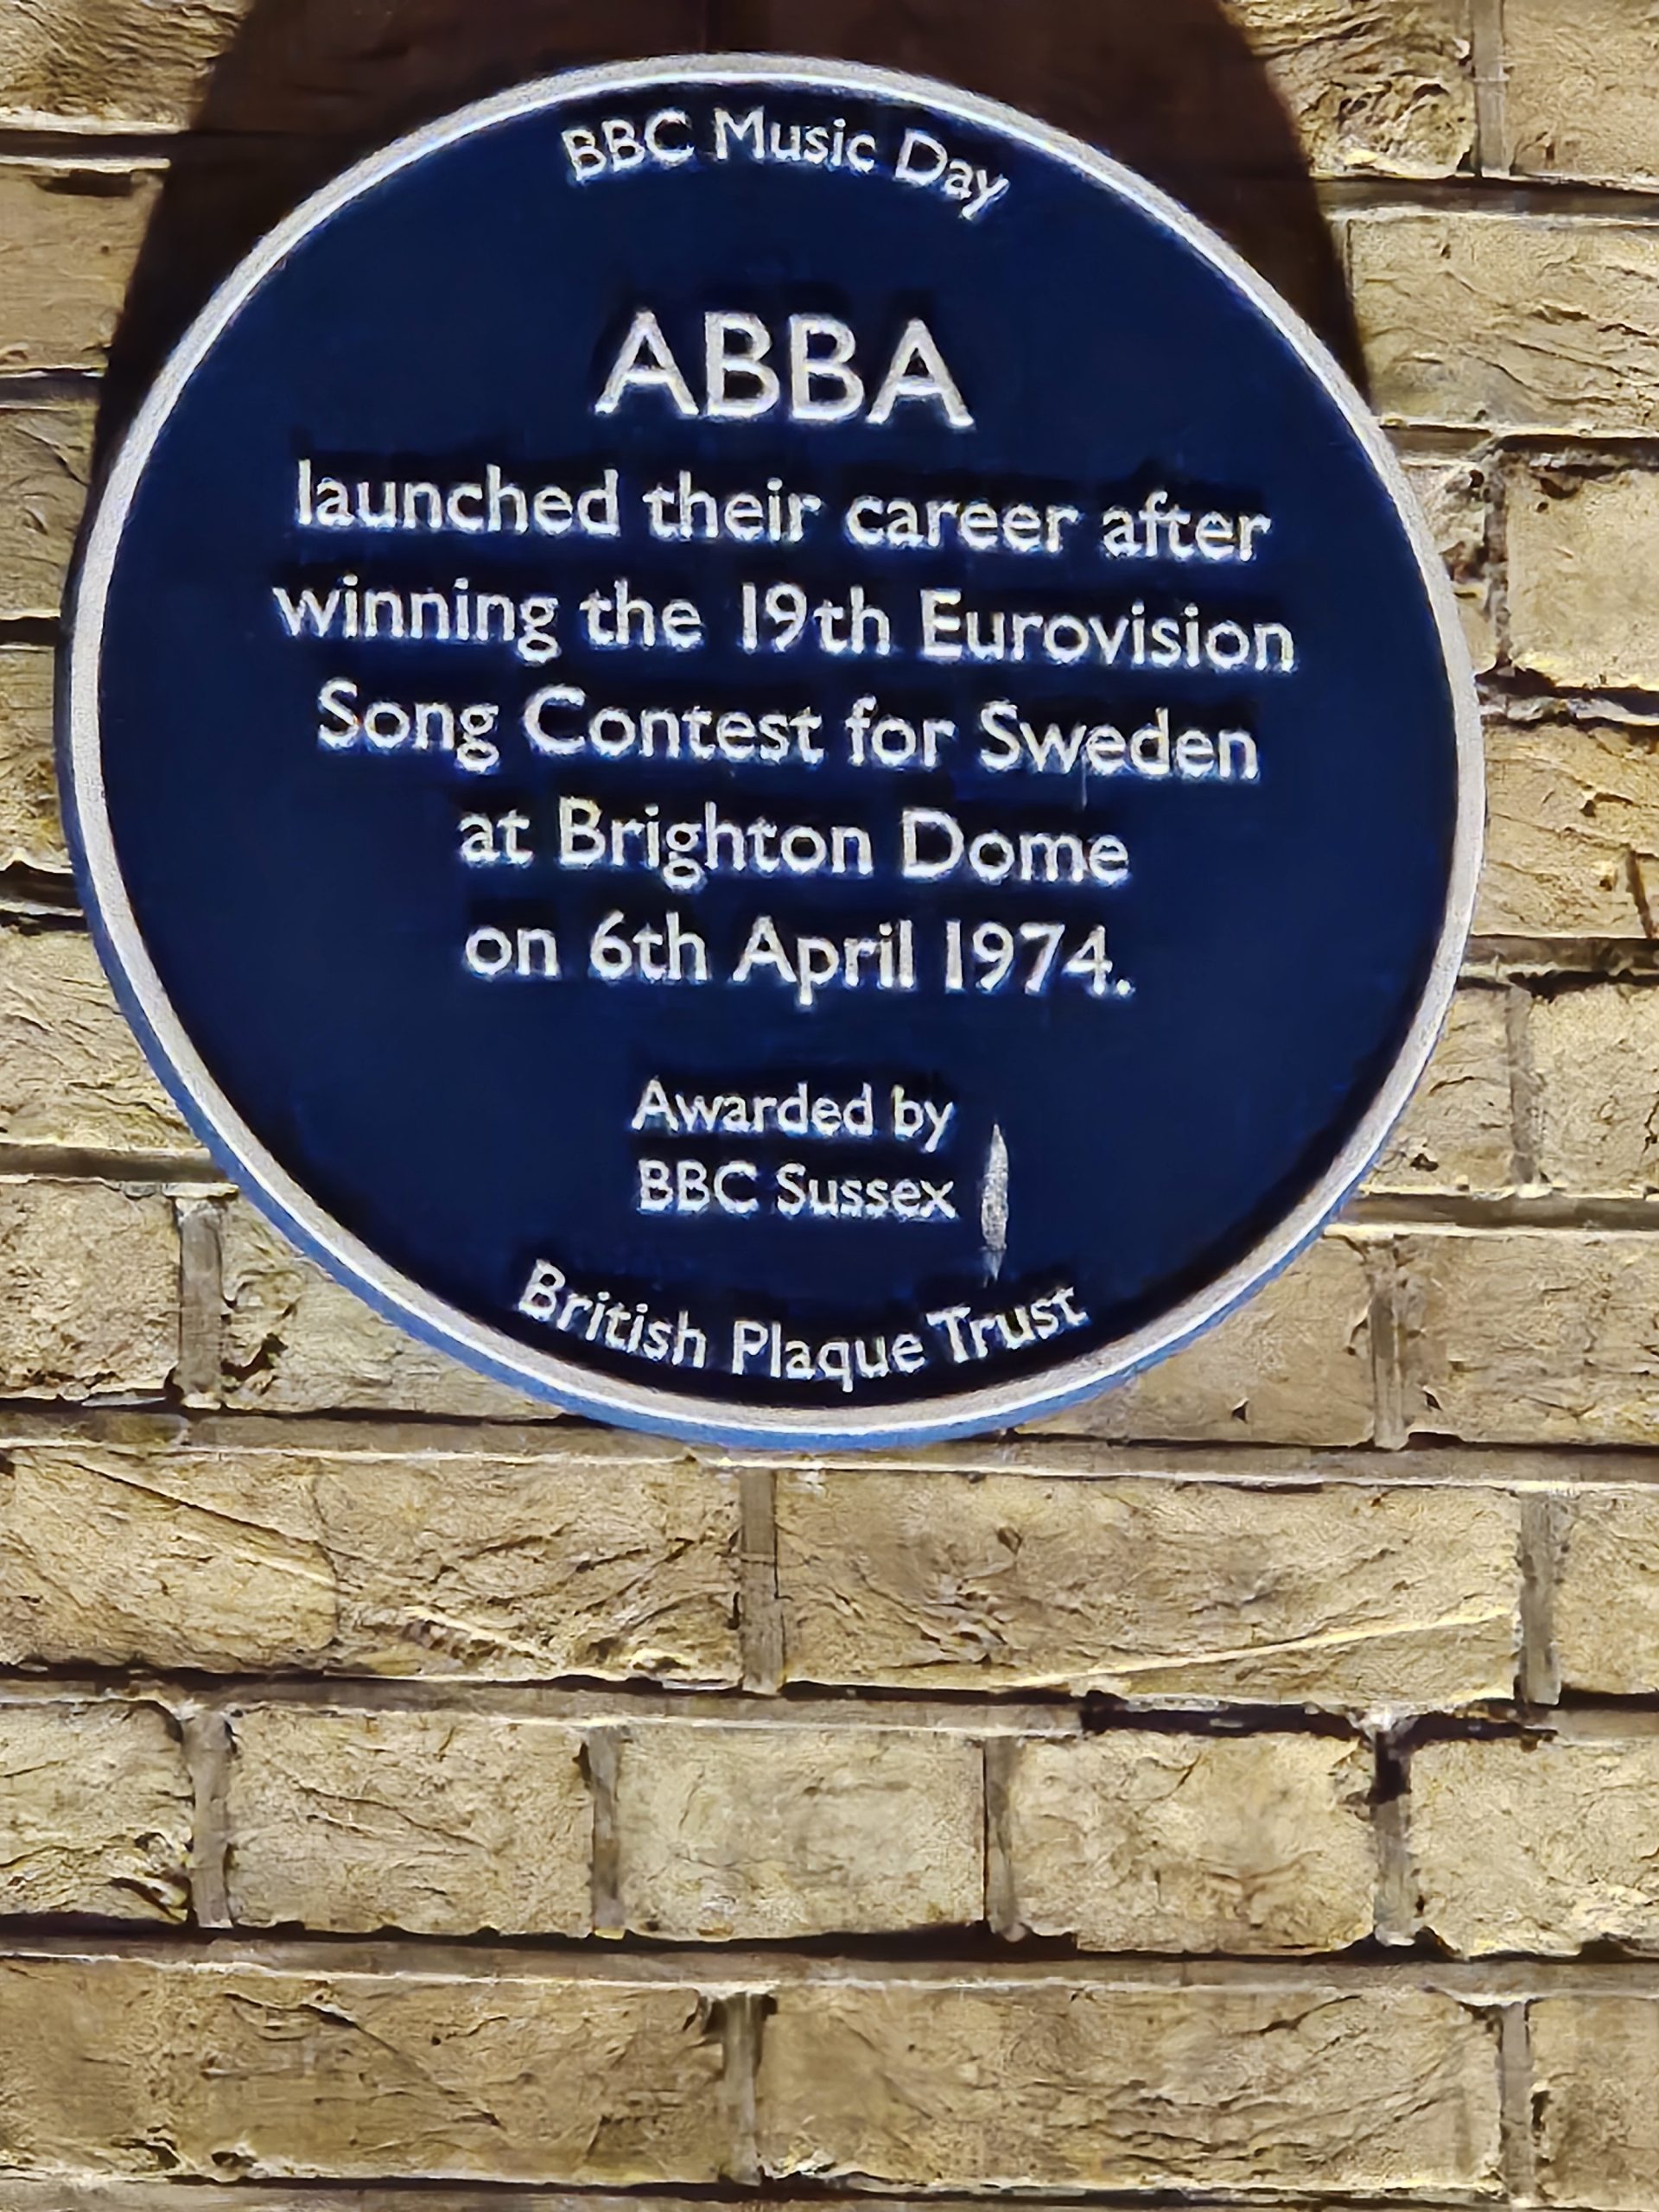 BBC Music Day
ABBA
launched their career after
winning the 19th Eurovision
Song Contest for Sweden
at Brighton Dome
on 6th April 1974.
Awarded by
BBC Sussex
British Plaque Trust